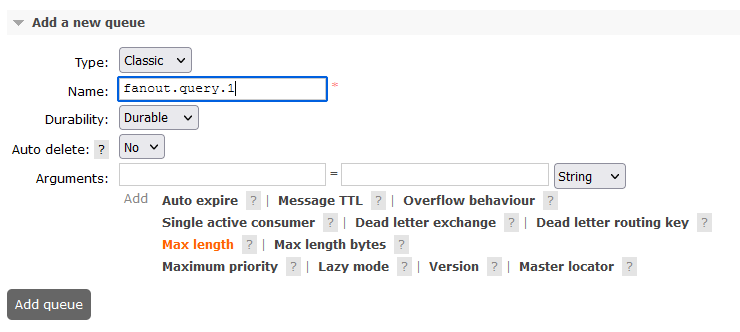 Add a new queue
Type: Classic
Name: fanout.query.1 *
Durability: Durable
Auto delete: ? No
Arguments: = String
Add Auto expire ? | Message TTL ? | Overflow behaviour ?
Single active consumer ? | Dead letter exchange ? | Dead letter routing key ?
Max length ? | Max length bytes ?
Maximum priority ? | Lazy mode ? | Version ? | Master locator ?
Add queue